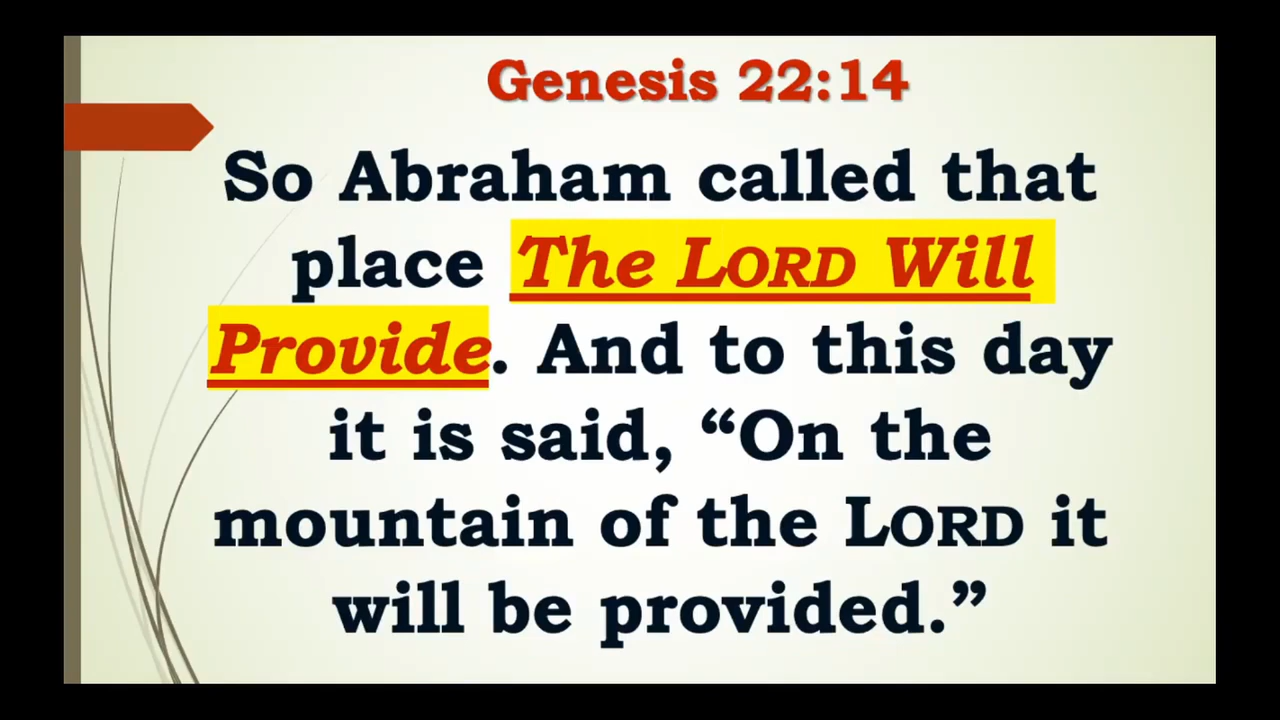 Genesis 22:14
So Abraham called that
place The LORD Will
Provide. And to this day
it is said, “On the
mountain of the LORD it
will be provided.”